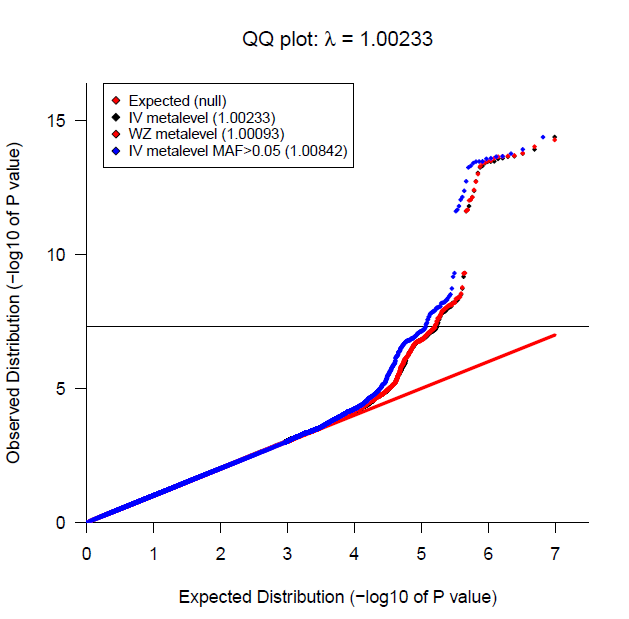 QQ plot: λ = 1.00233
Expected (null)
IV metalevel (1.00233)
WZ metalevel (1.00093)
IV metalevel MAF>0.05 (1.00842)
15
10
5
0
Observed Distribution (−log10 of P value)
0 1 2 3 4 5 6 7
Expected Distribution (−log10 of P value)